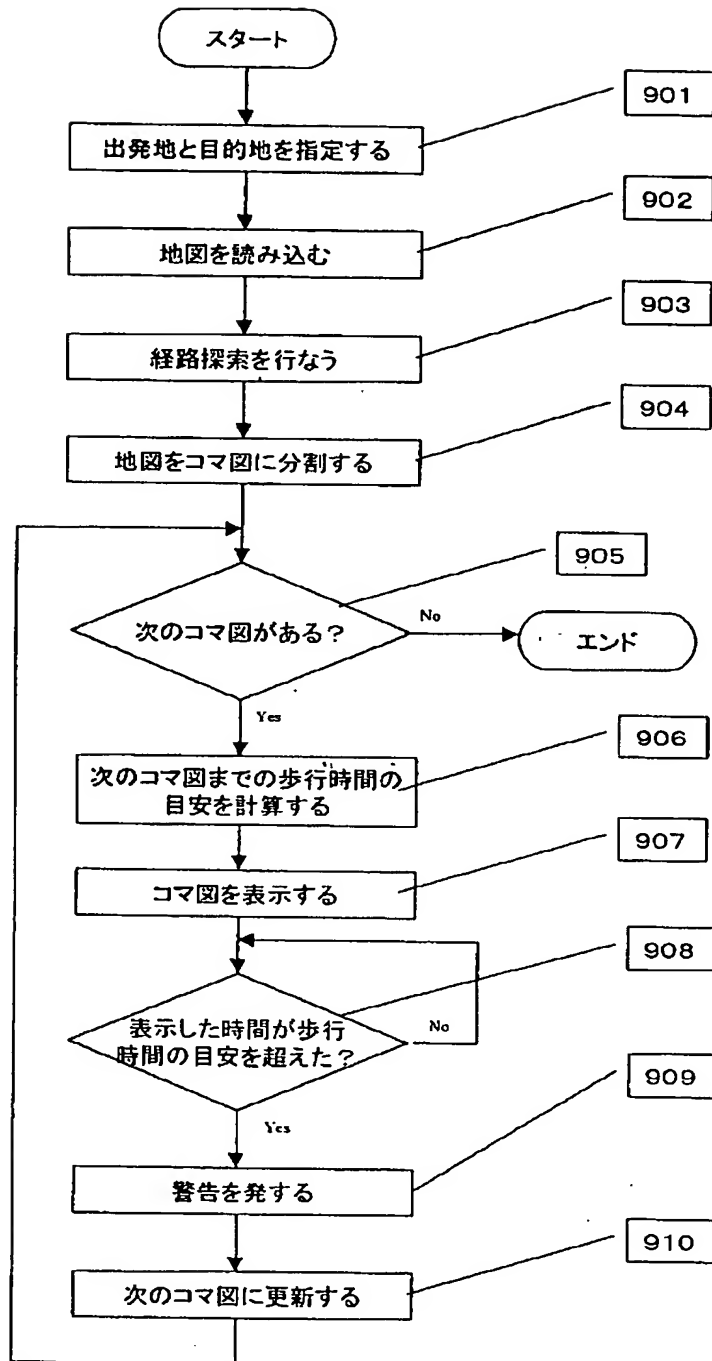 スタート
901
出発地と目的地を指定する
902
地図を読み込む
903
経路探索を行なう
904
地図をコマ図に分割する
905
次のコマ図がある？
No
エンド
Yes
906
次のコマ図までの歩行時間の
目安を計算する
907
コマ図を表示する
908
表示した時間が歩行
時間の目安を超えた？
No
909
Yes
警告を発する
910
次のコマ図に更新する